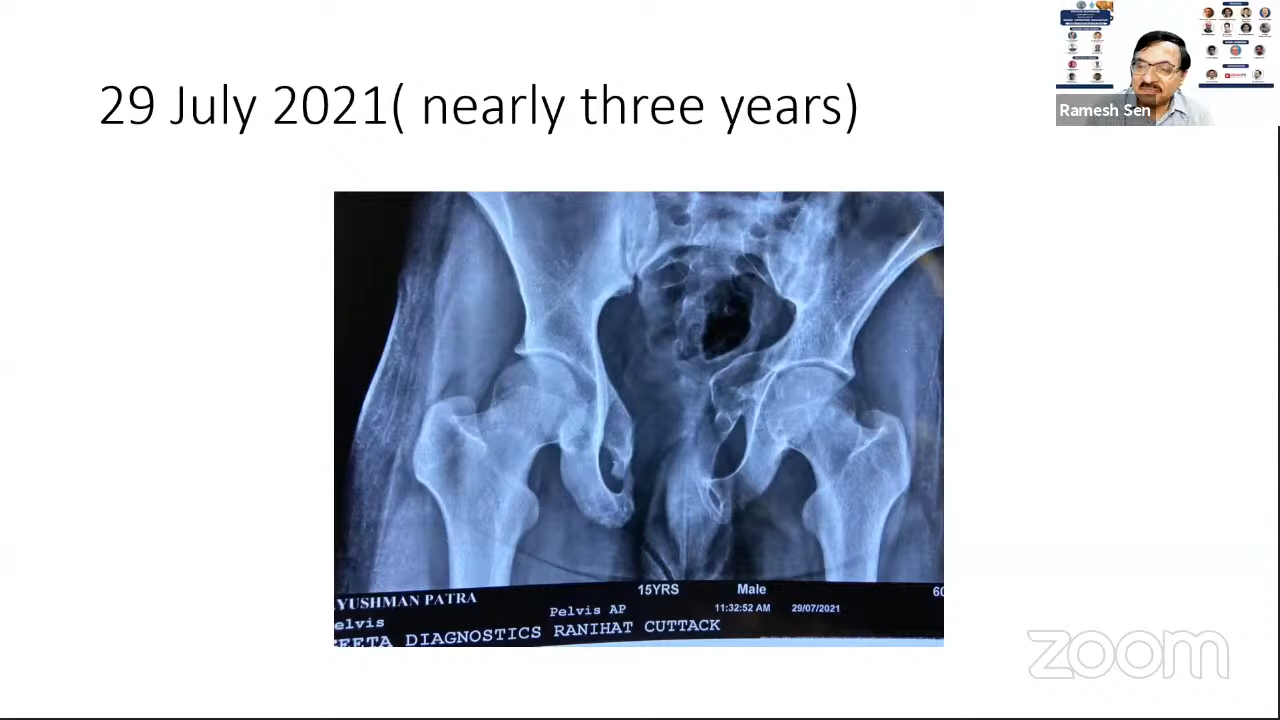 29 July 2021( nearly three years)
Ramesh Sen
15YRS Male 60
YUSHMAN PATRA
Pelvis AP 11:32:52 AM 29/07/2021
elvis
EETA DIAGNOSTICS RANIHAT CUTTACK
zoom